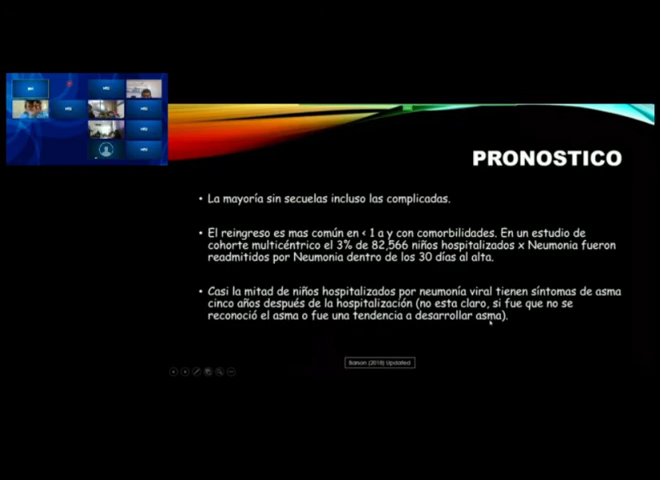 PRONOSTICO
• La mayoría sin secuelas incluso las complicadas.
• El reingreso es mas común en < 1 a y con comorbilidades. En un estudio de
cohorte multicéntrico el 3% de 82,566 niños hospitalizados x Neumonia fueron
readmitidos por Neumonia dentro de los 30 días al alta.
• Casi la mitad de niños hospitalizados por neumonía viral tienen síntomas de asma
cinco años después de la hospitalización (no esta claro, si fue que no se
reconoció el asma o fue una tendencia a desarrollar asma).
Barson (2018) Updated